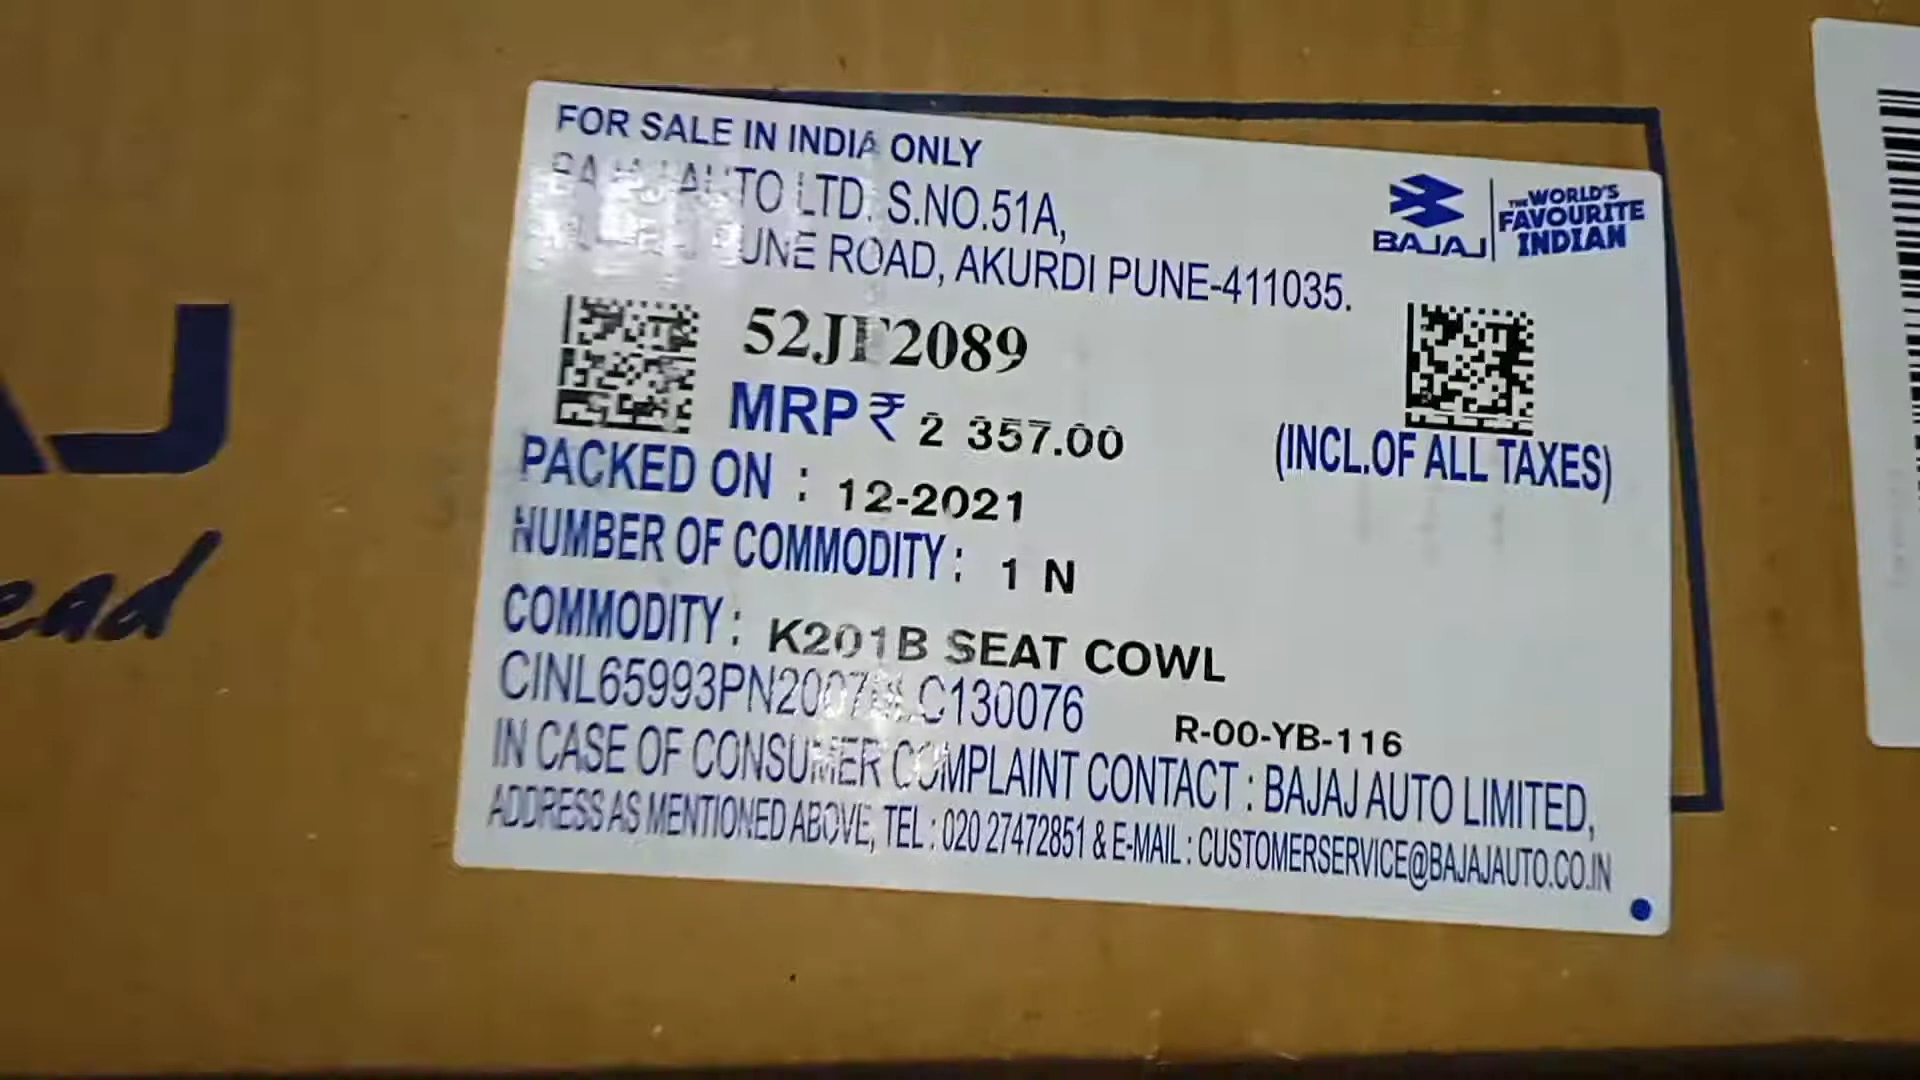 FOR SALE IN INDIA ONLY
AUTO LTD. S.NO.51A,
PUNE ROAD, AKURDI PUNE-411035.
BAJAJ
THE WORLD'S
FAVOURITE
INDIAN
MRP ₹ 2 357.00
(INCL.OF ALL TAXES)
PACKED ON : 12-2021
NUMBER OF COMMODITY : 1 N
COMMODITY : K201B SEAT COWL
R-00-YB-116
IN CASE OF CONSUMER COMPLAINT CONTACT : BAJAJ AUTO LIMITED,
ADDRESS AS MENTIONED ABOVE, TEL : 020 27472851 & E-MAIL : CUSTOMERSERVICE@BAJAJAUTO.CO.IN